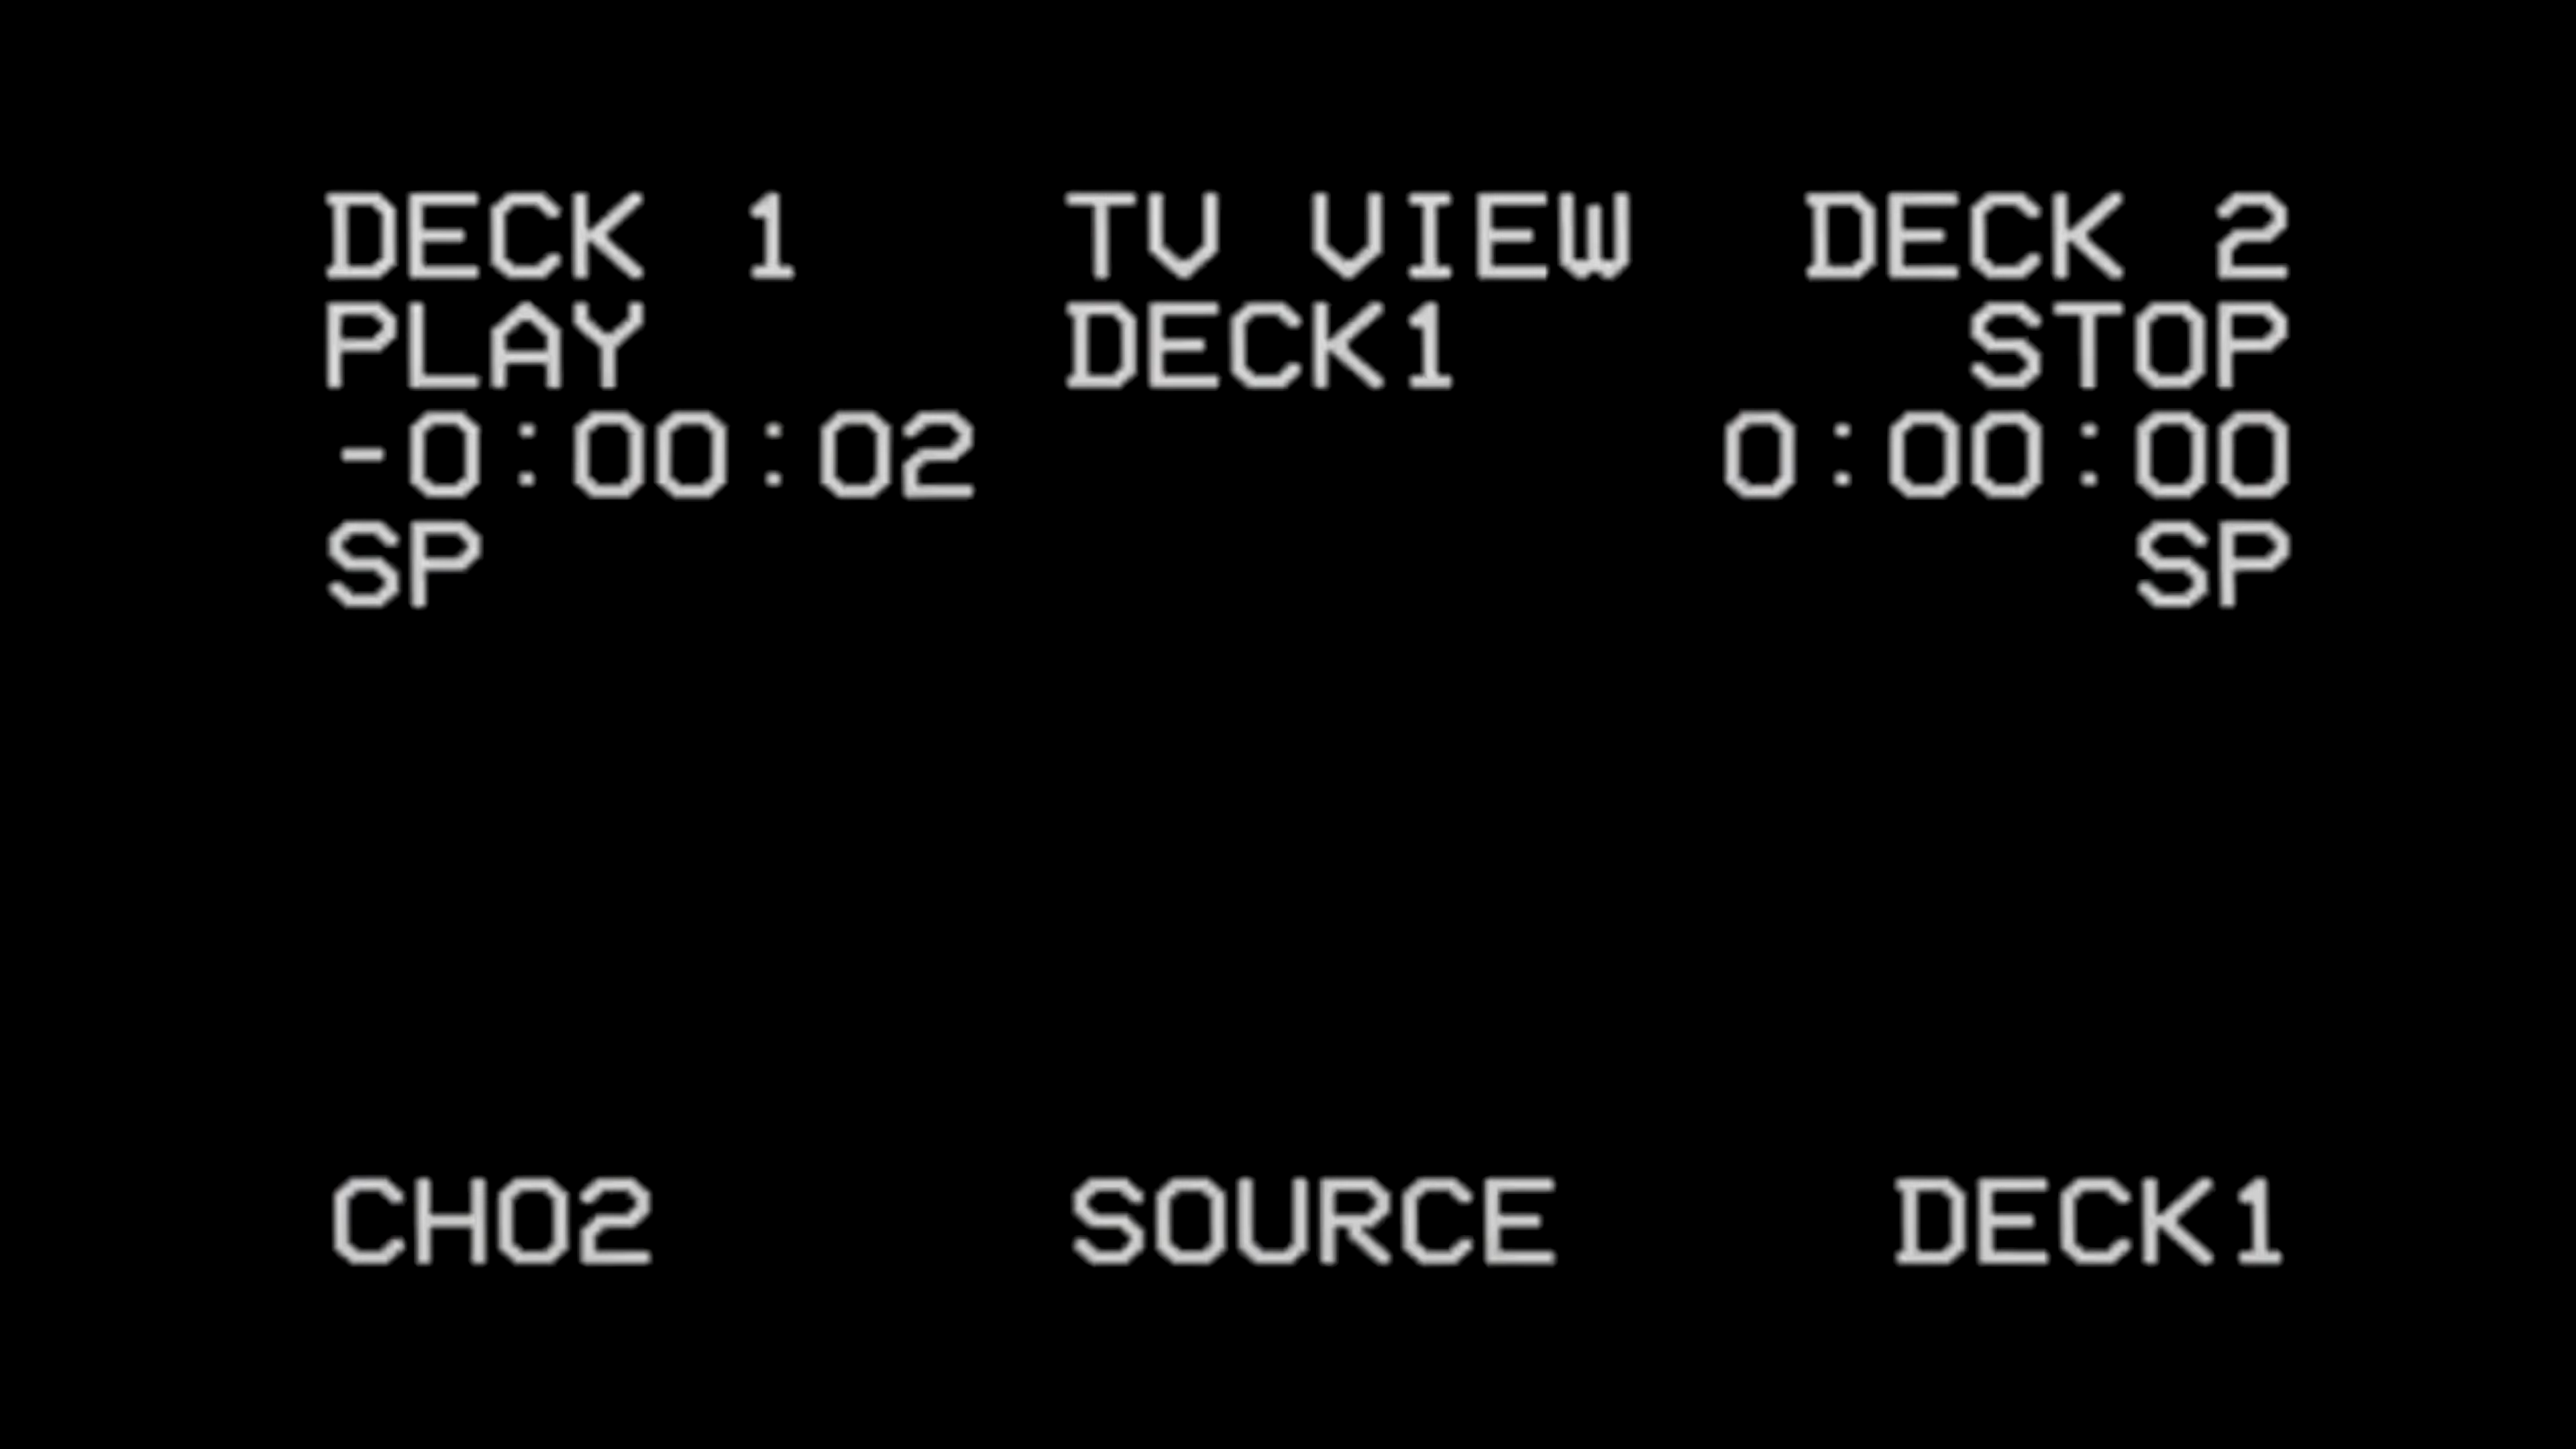 DECK 1 TV VIEW DECK 2
PLAY DECK1 STOP
-0:00:02 0:00:00
SP SP
CH02 SOURCE DECK1